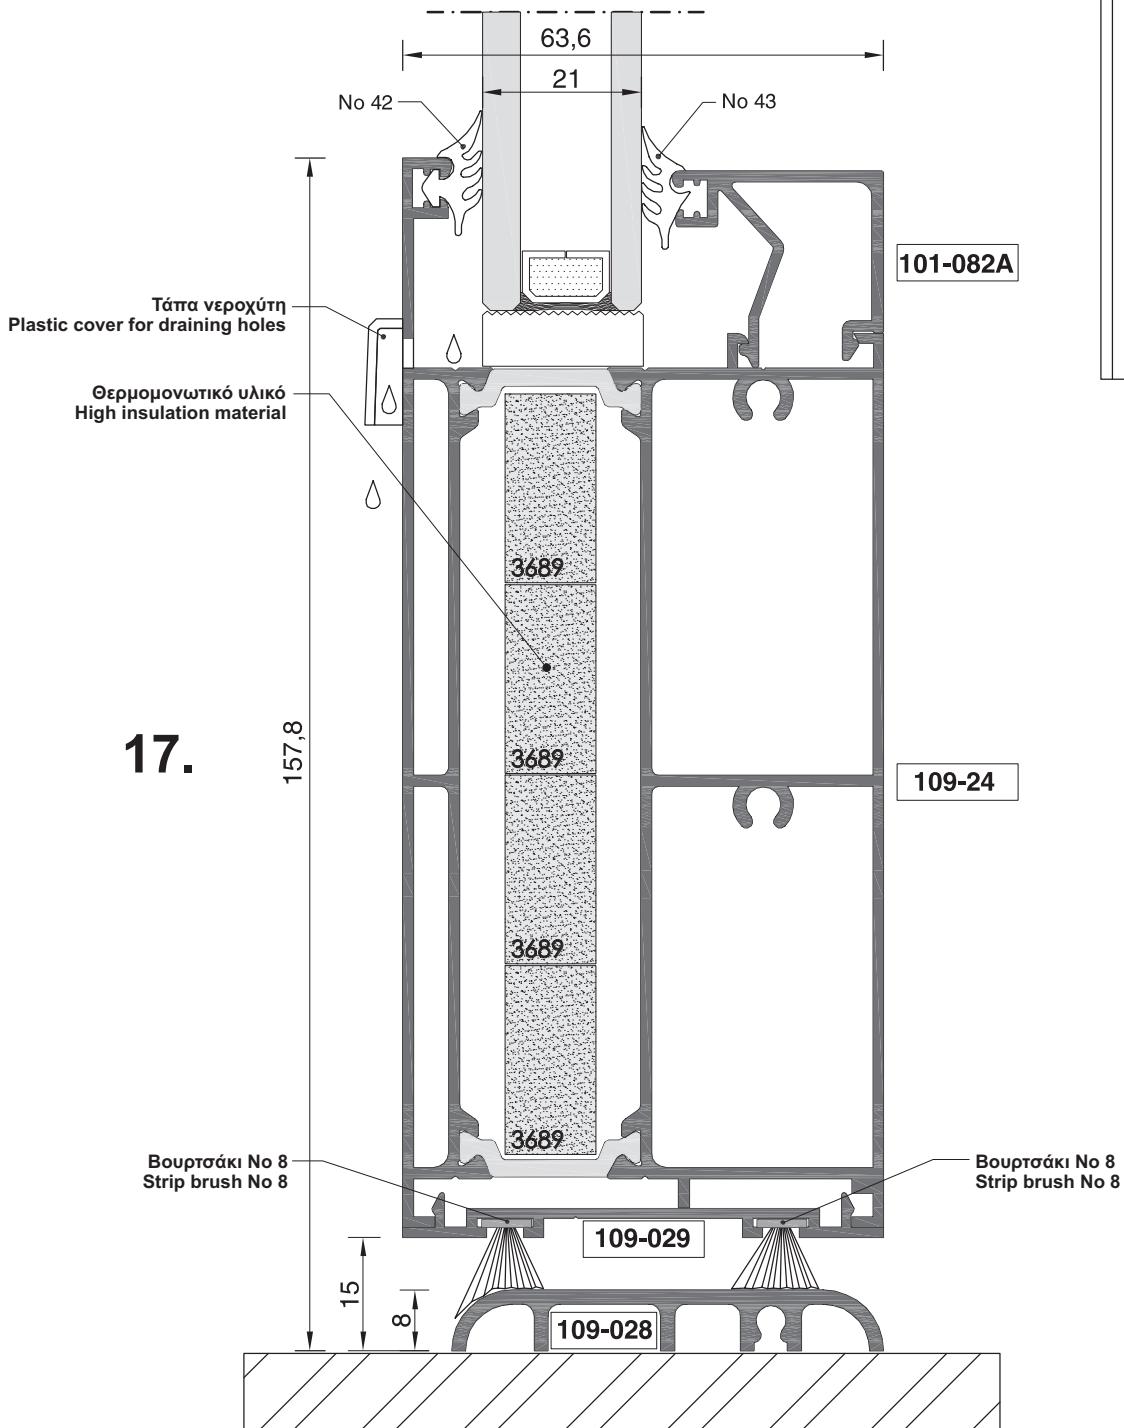 63,6
21
No 42
No 43
101-082A
Τάπα νεροχύτη
Plastic cover for draining holes
Θερμομονωτικό υλικό
High insulation material
3689
17.
157,8
3689
109-24
3689
3689
Βουρτσάκι Νο 8
Strip brush No 8
Βουρτσάκι Νο 8
Strip brush No 8
109-029
15
8
109-028